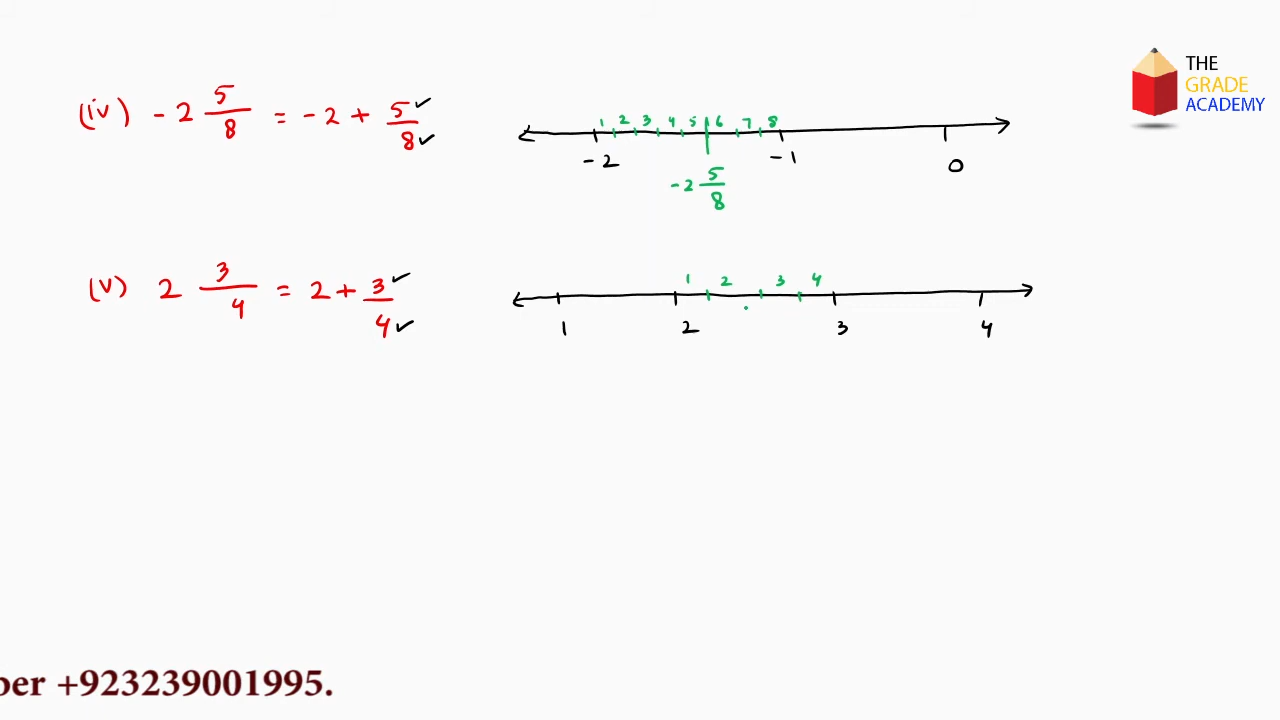 THE
GRADE
ACADEMY
(iv) -2 5/8 = -2 + 5/8 ✓ ✓
1 2 3 4 5 6 7 8
-2 -1 0
-2 5/8
(v) 2 3/4 = 2 + 3/4 ✓ ✓
1 2 3 4
1 2 3 4
ber +923239001995.